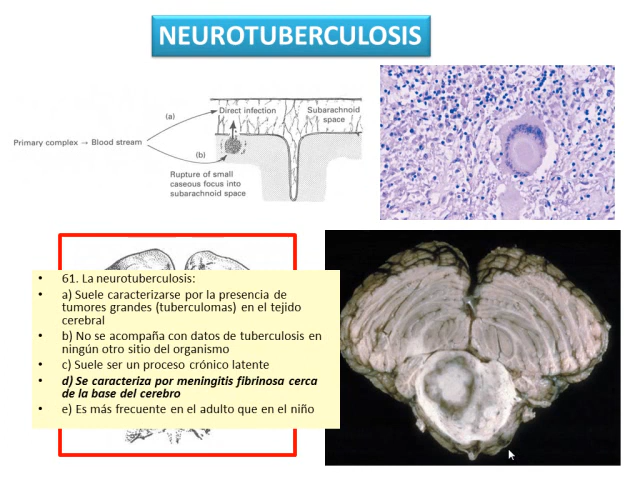 NEUROTUBERCULOSIS
(a)
Direct infection
Subarachnoid
space
Primary complex → Blood stream
(b)
Rupture of small
caseous focus into
subarachnoid space
• 61. La neurotuberculosis:
• a) Suele caracterizarse por la presencia de
tumores grandes (tuberculomas) en el tejido
cerebral
• b) No se acompaña con datos de tuberculosis en
ningún otro sitio del organismo
• c) Suele ser un proceso crónico latente
• d) Se caracteriza por meningitis fibrinosa cerca
de la base del cerebro
• e) Es más frecuente en el adulto que en el niño